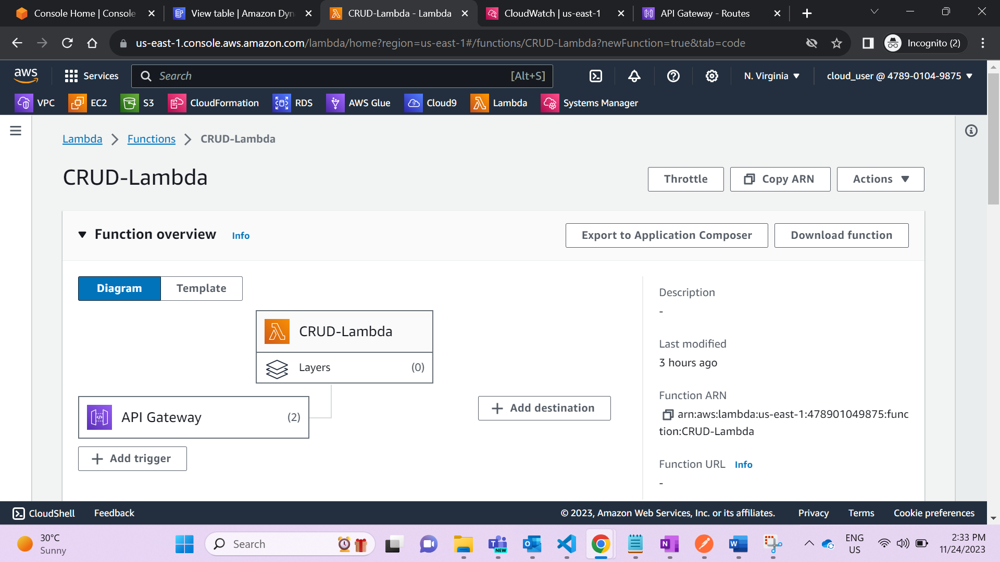 Console Home | Console
View table | Amazon Dyn
CRUD-Lambda - Lambda
CloudWatch | us-east-1
API Gateway - Routes
us-east-1.console.aws.amazon.com/lambda/home?region=us-east-1#/functions/CRUD-Lambda?newFunction=true&tab=code
Incognito (2)
aws
Services
Search
[Alt+S]
N. Virginia
cloud_user @ 4789-0104-9875
VPC
EC2
S3
CloudFormation
RDS
AWS Glue
Cloud9
Lambda
Systems Manager
Lambda
Functions
CRUD-Lambda
CRUD-Lambda
Throttle
Copy ARN
Actions
Function overview
Info
Export to Application Composer
Download function
Diagram
Template
CRUD-Lambda
Layers
(0)
API Gateway
(2)
Add trigger
Add destination
Description
-
Last modified
3 hours ago
Function ARN
arn:aws:lambda:us-east-1:478901049875:func
tion:CRUD-Lambda
Function URL
Info
-
CloudShell
Feedback
© 2023, Amazon Web Services, Inc. or its affiliates.
Privacy
Terms
Cookie preferences
30°C
Sunny
Search
NEW
ENG
US
2:33 PM
11/24/2023